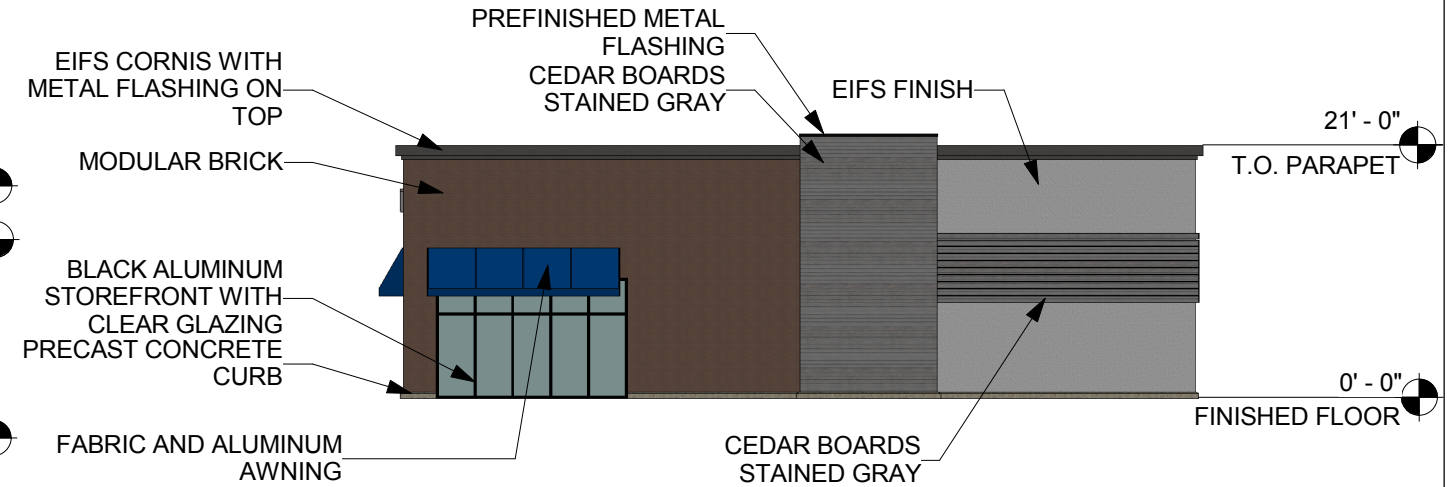 PREFINISHED METAL
FLASHING
EIFS CORNIS WITH
METAL FLASHING ON
TOP
CEDAR BOARDS
STAINED GRAY
EIFS FINISH
21' - 0"
T.O. PARAPET
MODULAR BRICK
BLACK ALUMINUM
STOREFRONT WITH
CLEAR GLAZING
PRECAST CONCRETE
CURB
0' - 0"
FINISHED FLOOR
FABRIC AND ALUMINUM
AWNING
CEDAR BOARDS
STAINED GRAY